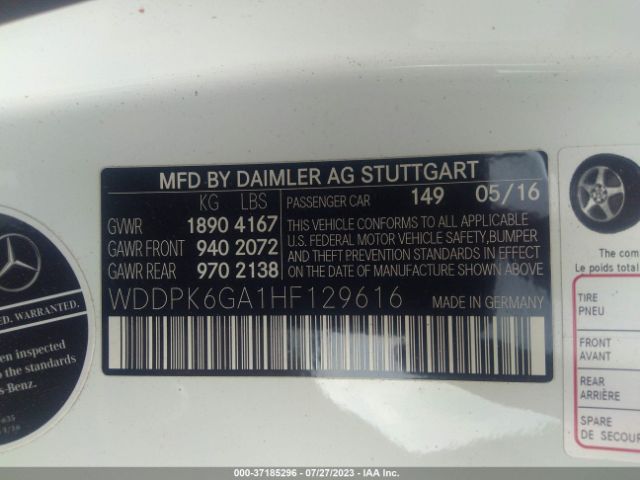 MFD BY DAIMLER AG STUTTGART
KG LBS
PASSENGER CAR 149 05/16
GVWR 1890 4167
GAWR FRONT 940 2072
GAWR REAR 970 2138
THIS VEHICLE CONFORMS TO ALL APPLICABLE
U.S. FEDERAL MOTOR VEHICLE SAFETY,BUMPER
AND THEFT PREVENTION STANDARDS
IN EFFECT ON THE DATE OF MANUFACTURE
SHOWN ABOVE.
WDDPK6GA1HF129616 MADE IN GERMANY
WARRANTED.
been inspected
to the standards
The com
Le poids total
TIRE
PNEU
FRONT
AVANT
REAR
ARRIÈRE
SPARE
DE SECOUR
000-37185296 - 07/27/2023 - IAA Inc.